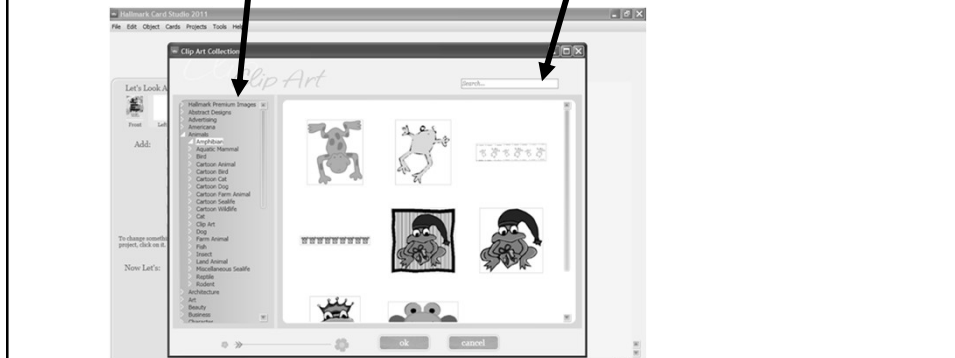 Hallmark Card Studio 2011
File Edit Object Cards Projects Tools Help
Clip Art Collection
Clip Art
Search...
Let's Look A
Front Left
Add:
To change somethi
project, click on it.
Now Let's:
Hallmark Premium Images
Abstract Designs
Advertising
Americana
Animals
Amphibian
Aquatic Mammal
Bird
Cartoon Animal
Cartoon Bird
Cartoon Cat
Cartoon Dog
Cartoon Farm Animal
Cartoon Sealife
Cartoon Wildlife
Cat
Clip Art
Dog
Farm Animal
Fish
Insect
Land Animal
Miscellaneous Sealife
Reptile
Rodent
Architecture
Art
Beauty
Business
Character
ok cancel